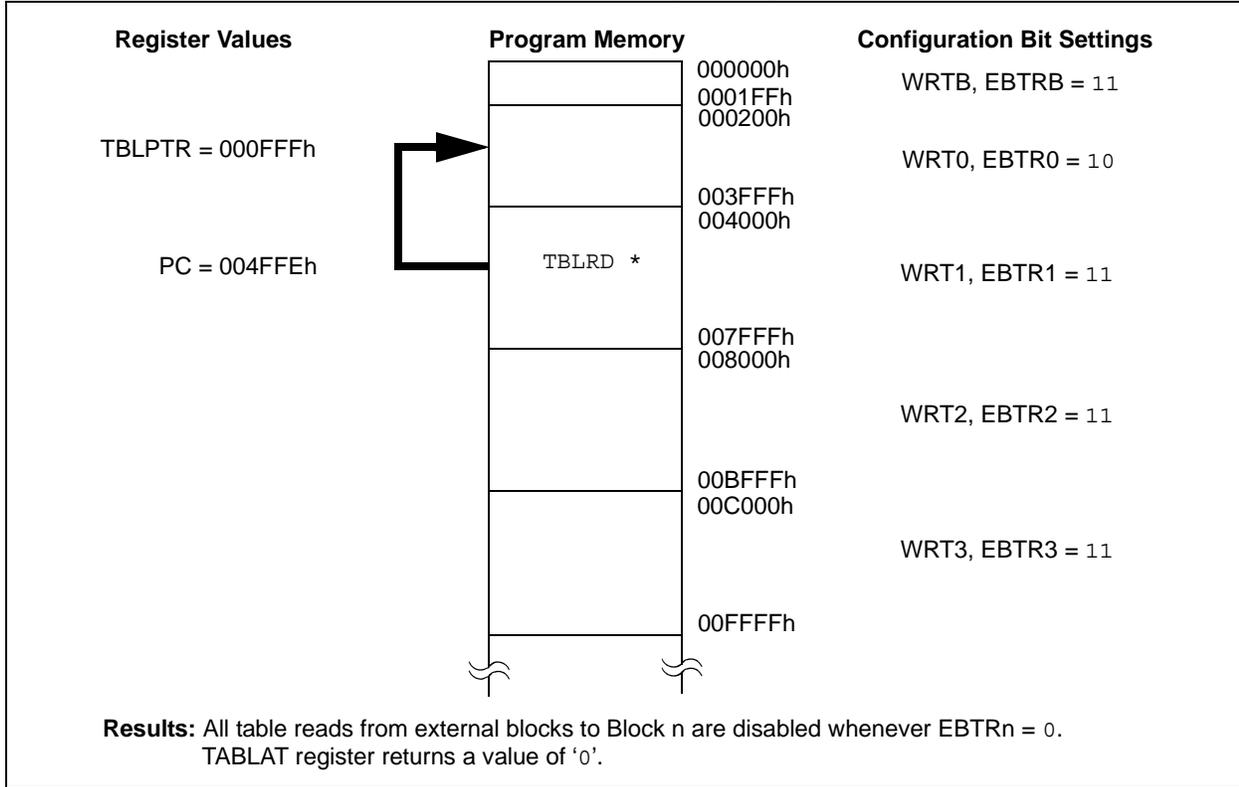 Register Values
Program Memory
Configuration Bit Settings
000000h
WRTB, EBTRB = 11
0001FFh
000200h
TBLPTR = 000FFFh
WRT0, EBTR0 = 10
003FFFh
004000h
PC = 004FFEh
TBLRD *
WRT1, EBTR1 = 11
007FFFh
008000h
WRT2, EBTR2 = 11
00BFFFh
00C000h
WRT3, EBTR3 = 11
00FFFFh
Results: All table reads from external blocks to Block n are disabled whenever EBTRn = 0.
TABLAT register returns a value of ‘0’.